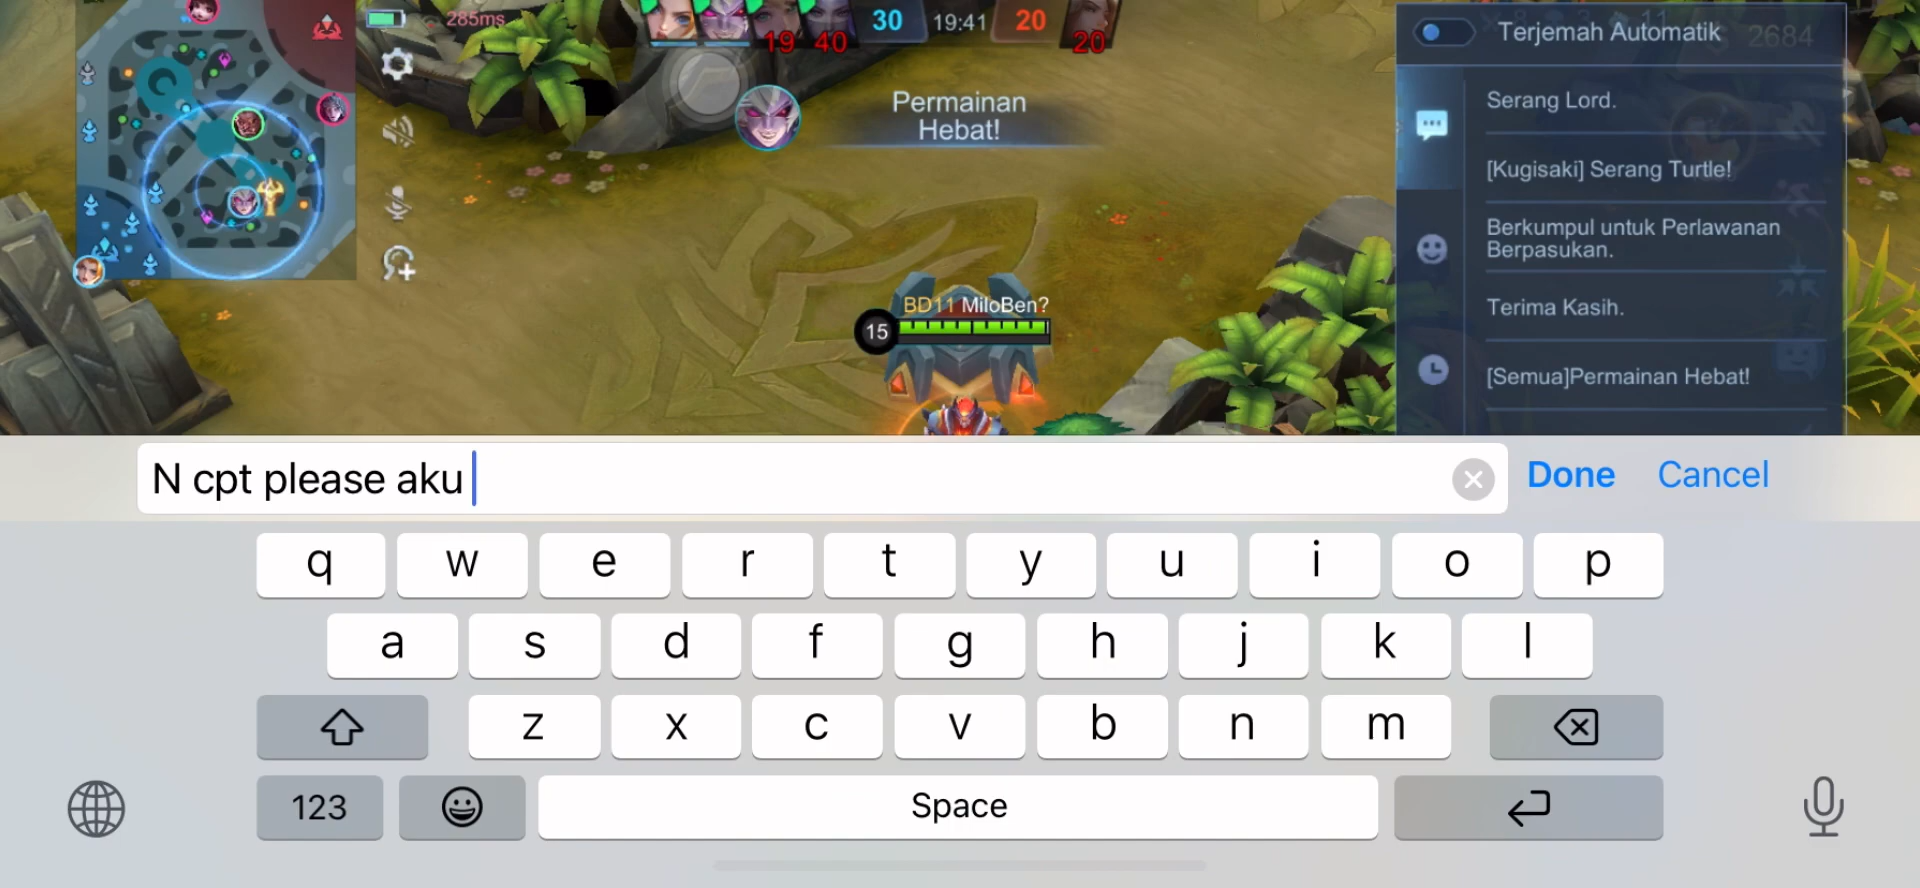 285ms
19
40
30
19:41
20
20
Terjemah Automatik
2684
Permainan
Hebat!
Serang Lord.
[Kugisaki] Serang Turtle!
Berkumpul untuk Perlawanan
Berpasukan.
Terima Kasih.
[Semua]Permainan Hebat!
BD11 MiloBen?
15
N cpt please aku
Done
Cancel
q w e r t y u i o p
a s d f g h j k l
z x c v b n m
123
Space